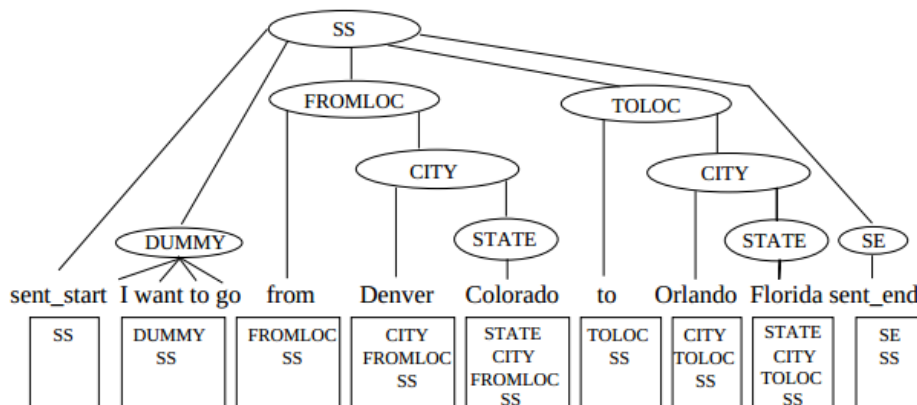 SS
FROMLOC TOLOC
CITY CITY
DUMMY STATE STATE SE
sent_start I want to go from Denver Colorado to Orlando Florida sent_end
SS DUMMY FROMLOC CITY STATE TOLOC CITY STATE SE
SS SS FROMLOC CITY SS TOLOC CITY SS
SS FROMLOC SS TOLOC
SS SS